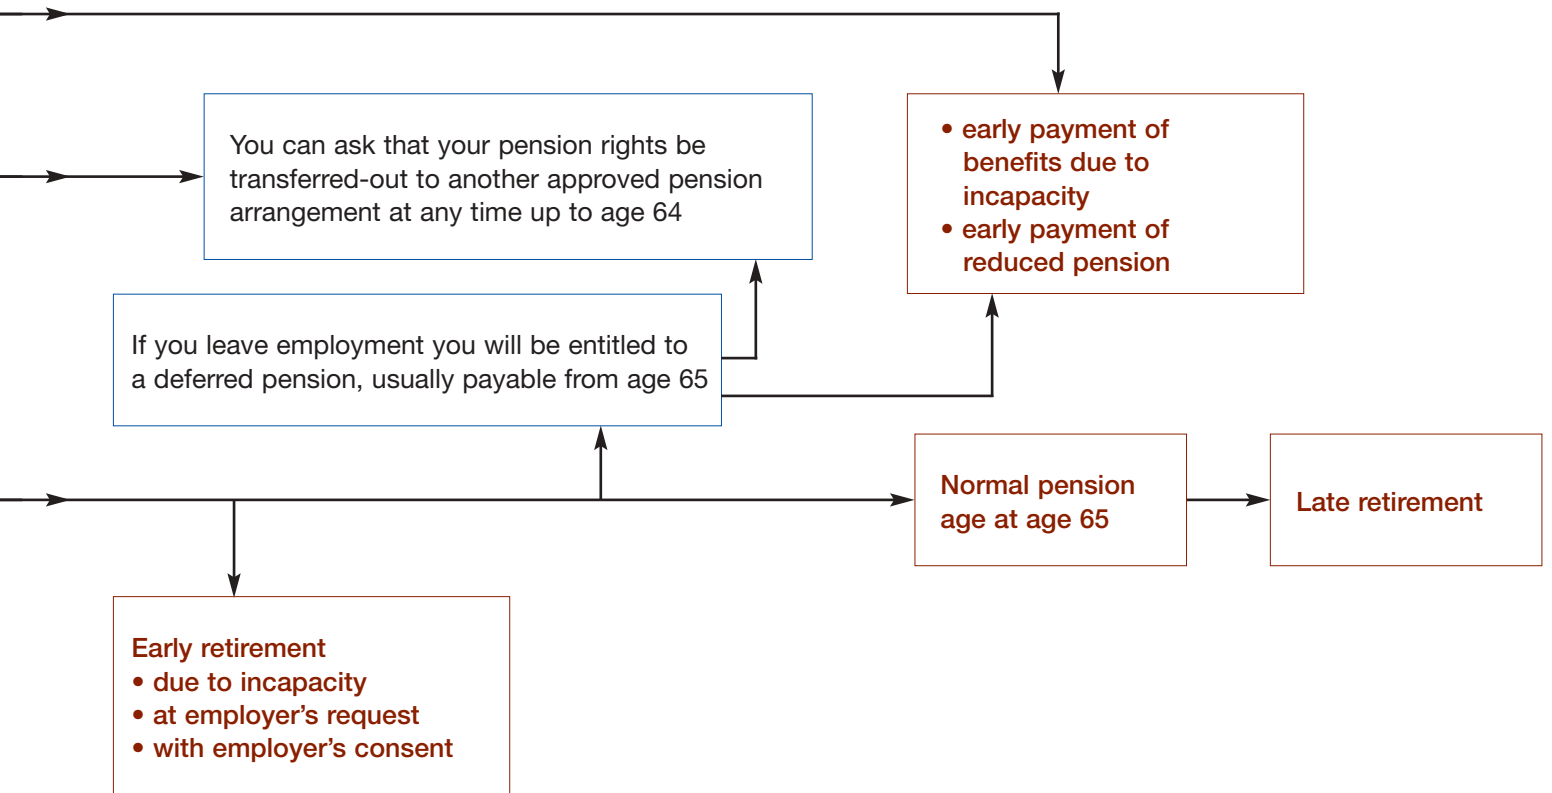 You can ask that your pension rights be
transferred-out to another approved pension
arrangement at any time up to age 64
• early payment of
benefits due to
incapacity
• early payment of
reduced pension
If you leave employment you will be entitled to
a deferred pension, usually payable from age 65
Normal pension
age at age 65
Late retirement
Early retirement
• due to incapacity
• at employer’s request
• with employer’s consent